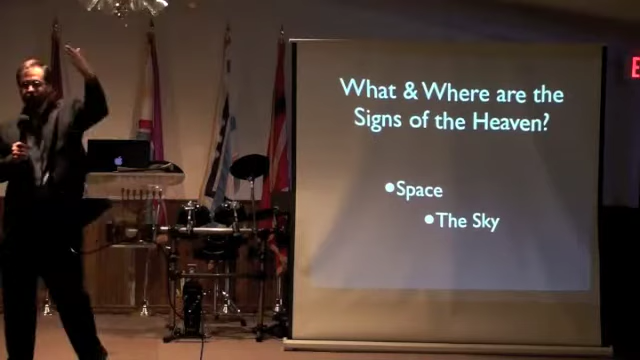 What & Where are the
Signs of the Heaven?
•Space
•The Sky
E